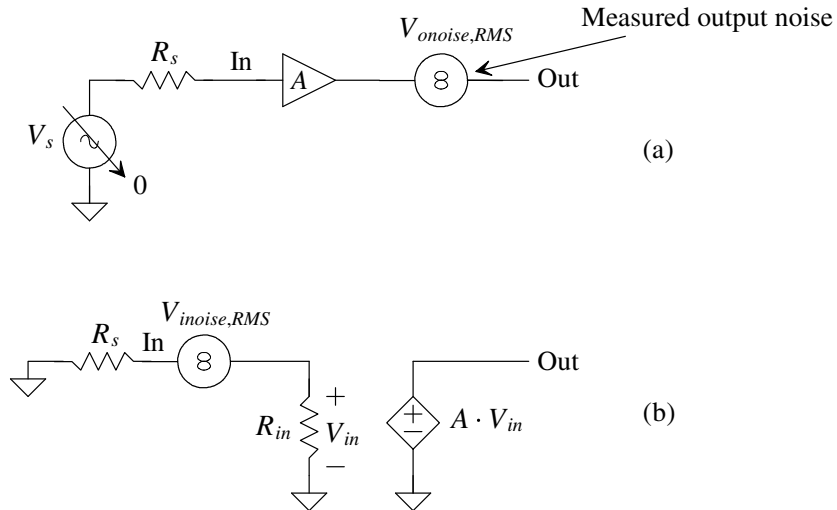 Measured output noise
V_{onoise,RMS}
R_s
In
A
Out
V_s
0
(a)
V_{inoise,RMS}
R_s
In
Out
+
R_{in}
V_{in}
−
+
−
A · V_{in}
(b)